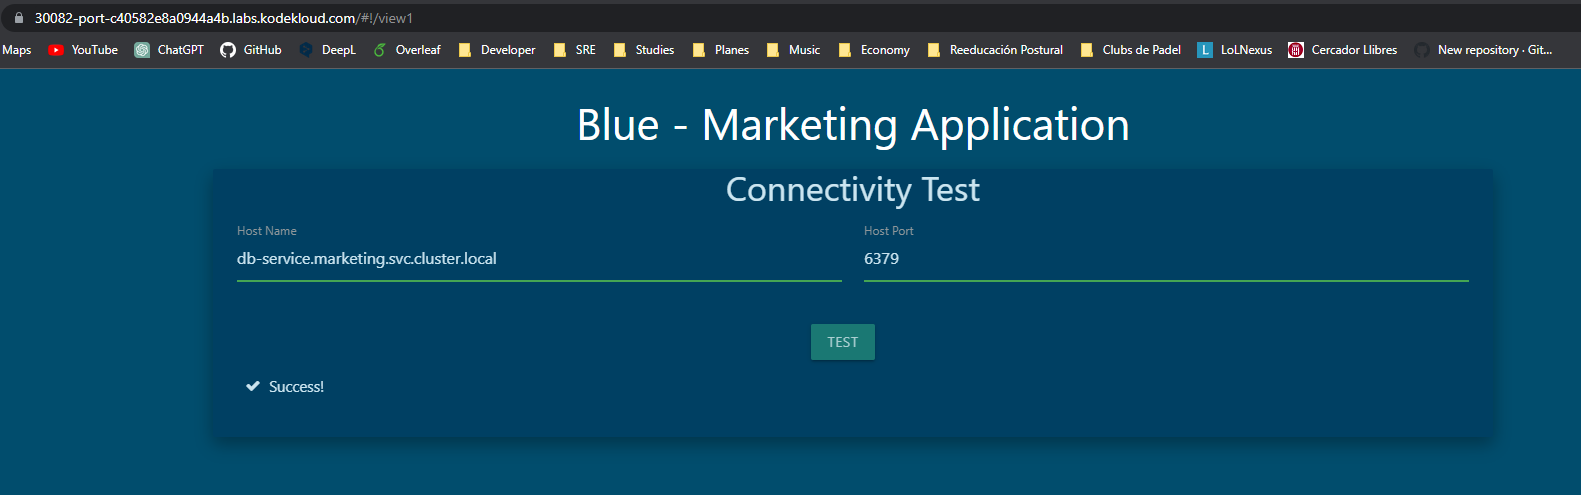 30082-port-c40582e8a0944a4b.labs.kodekloud.com/#!/view1
Maps YouTube ChatGPT GitHub DeepL Overleaf Developer SRE Studies Planes Music Economy Reeducación Postural Clubs de Padel L LoLNexus Cercador Llibres New repository · Git...
Blue - Marketing Application
Connectivity Test
Host Name Host Port
db-service.marketing.svc.cluster.local 6379
TEST
Success!